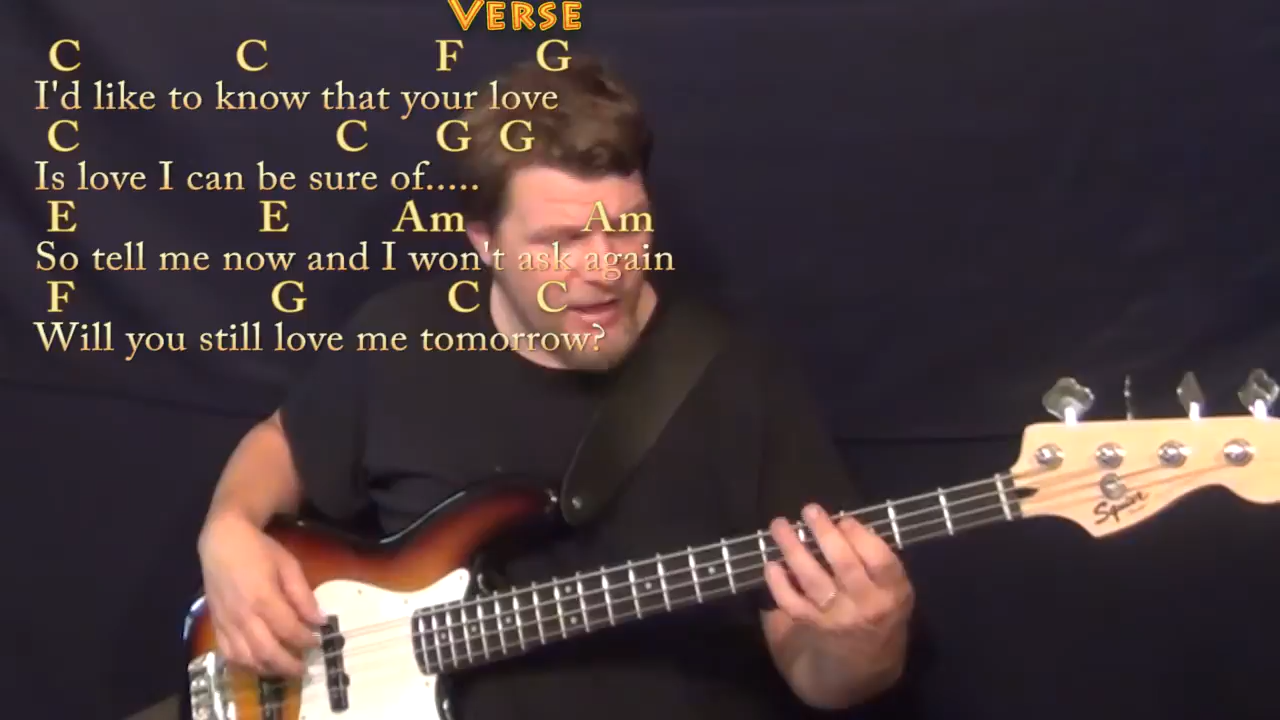 VERSE
C C F G
I'd like to know that your love
C C G G
Is love I can be sure of.....
E E Am Am
So tell me now and I won't ask again
F G C C
Will you still love me tomorrow?
Squier